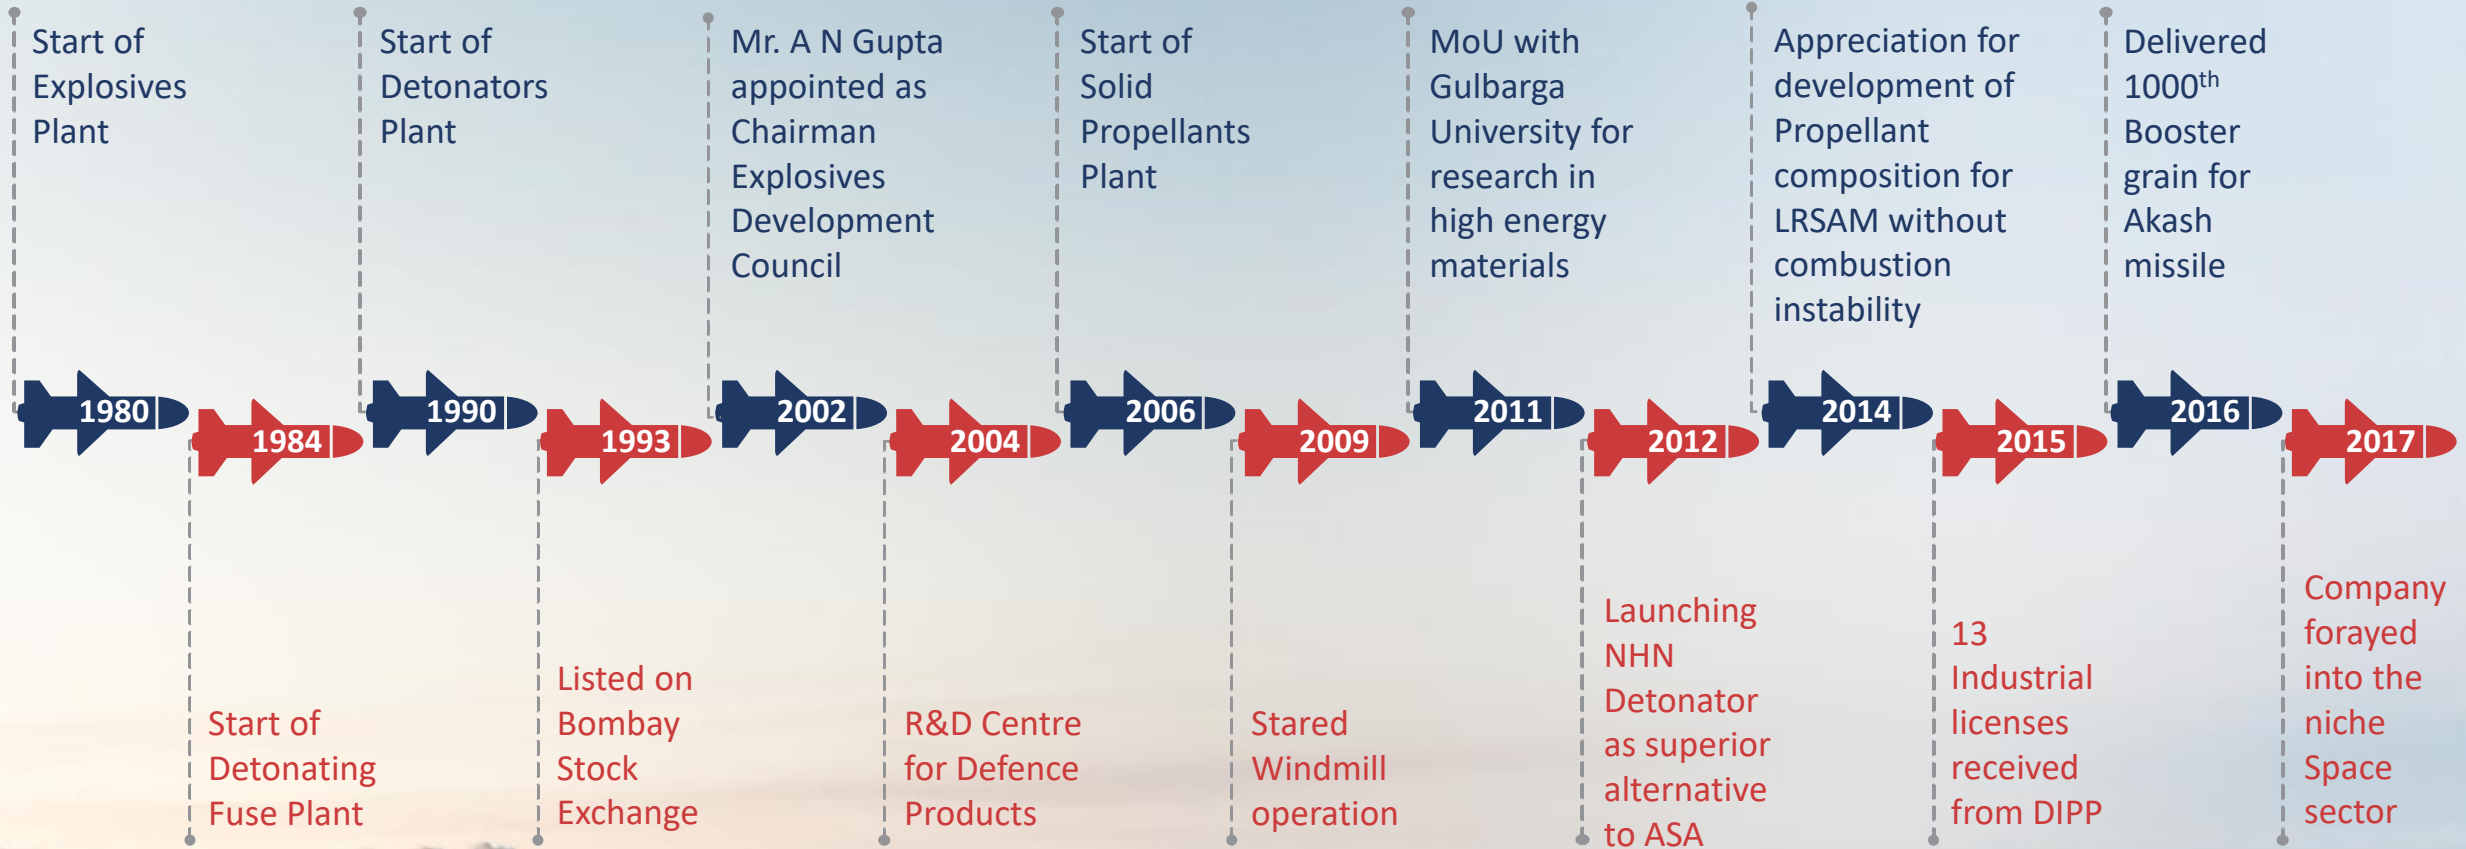 Start of
Explosives
Plant
Start of
Detonators
Plant
Mr. A N Gupta
appointed as
Chairman
Explosives
Development
Council
Start of
Solid
Propellants
Plant
MoU with
Gulbarga
University for
research in
high energy
materials
Appreciation for
development of
Propellant
composition for
LRSAM without
combustion
instability
Delivered
1000th
Booster
grain for
Akash
missile
1980
1984
1990
1993
2002
2004
2006
2009
2011
2012
2014
2015
2016
2017
Start of
Detonating
Fuse Plant
Listed on
Bombay
Stock
Exchange
R&D Centre
for Defence
Products
Stared
Windmill
operation
Launching
NHN
Detonator
as superior
alternative
to ASA
13
Industrial
licenses
received
from DIPP
Company
forayed
into the
niche
Space
sector